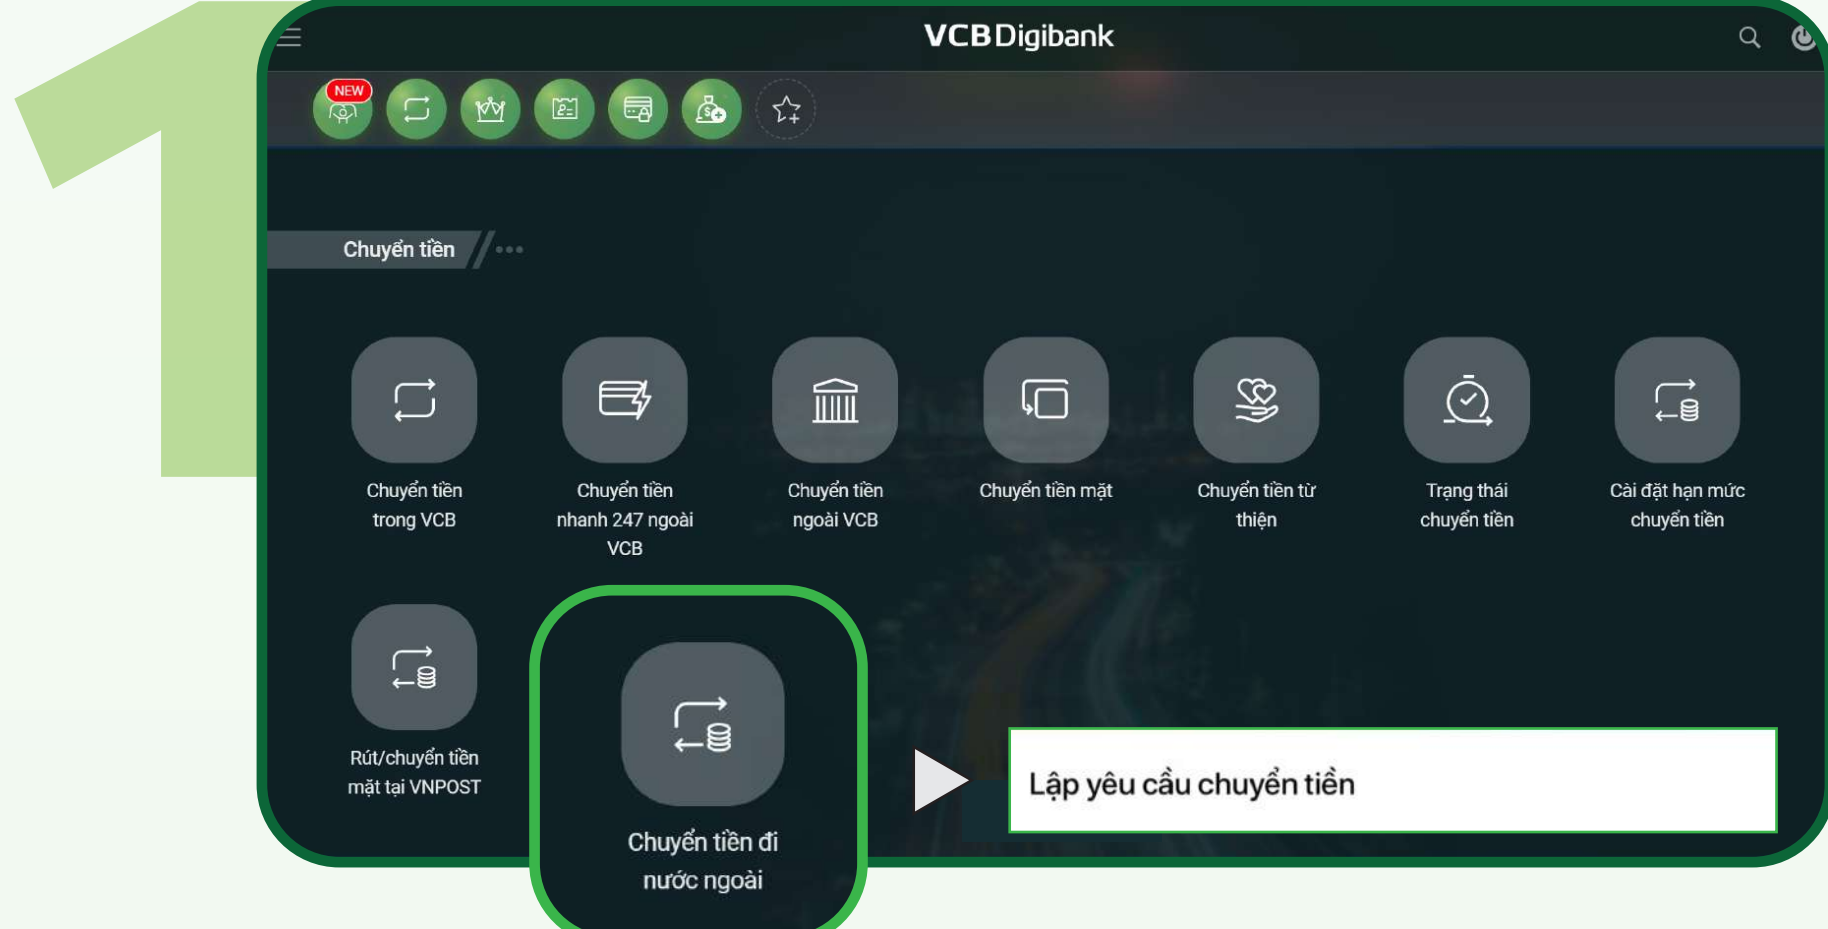 1
VCB Digibank
NEW
Chuyển tiền
Chuyển tiền
trong VCB
Chuyển tiền
nhanh 247 ngoài
VCB
Chuyển tiền
ngoài VCB
Chuyển tiền mặt
Chuyển tiền từ
thiện
Trạng thái
chuyển tiền
Cài đặt hạn mức
chuyển tiền
Rút/chuyển tiền
mặt tại VNPOST
Chuyển tiền đi
nước ngoài
Lập yêu cầu chuyển tiền